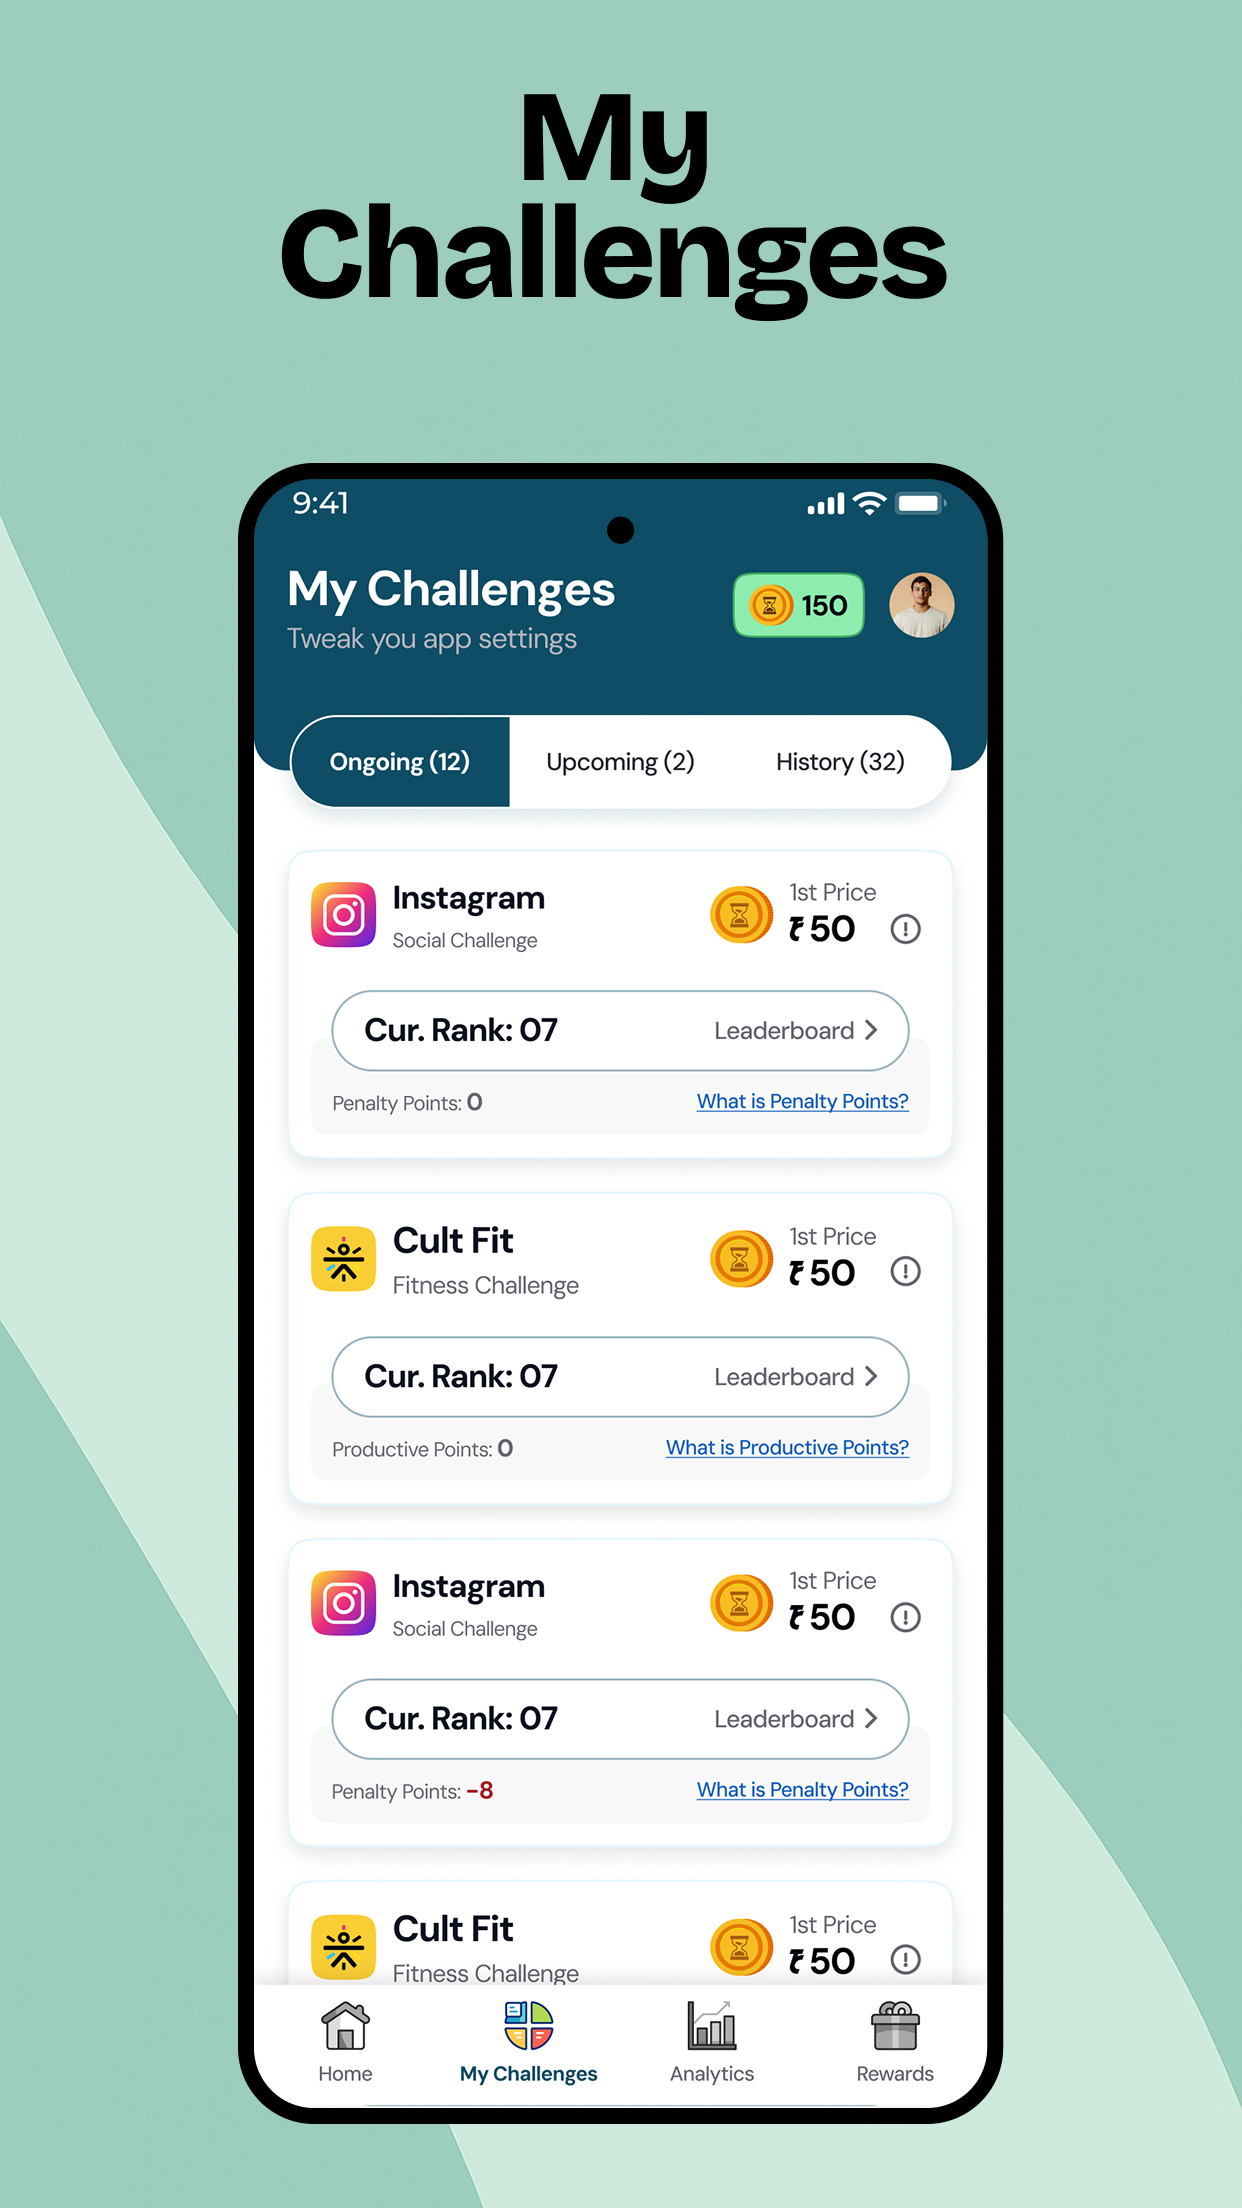 My
Challenges
9:41
My Challenges
150
Tweak you app settings
Ongoing (12)
Upcoming (2)
History (32)
Instagram
Social Challenge
1st Price
50
Cur. Rank: 07
Leaderboard
Penalty Points: 0
What is Penalty Points?
Cult Fit
Fitness Challenge
1st Price
50
Cur. Rank: 07
Leaderboard
Productive Points: 0
What is Productive Points?
Instagram
Social Challenge
1st Price
50
Cur. Rank: 07
Leaderboard
Penalty Points: -8
What is Penalty Points?
Cult Fit
Fitness Challenge
1st Price
50
Home
My Challenges
Analytics
Rewards